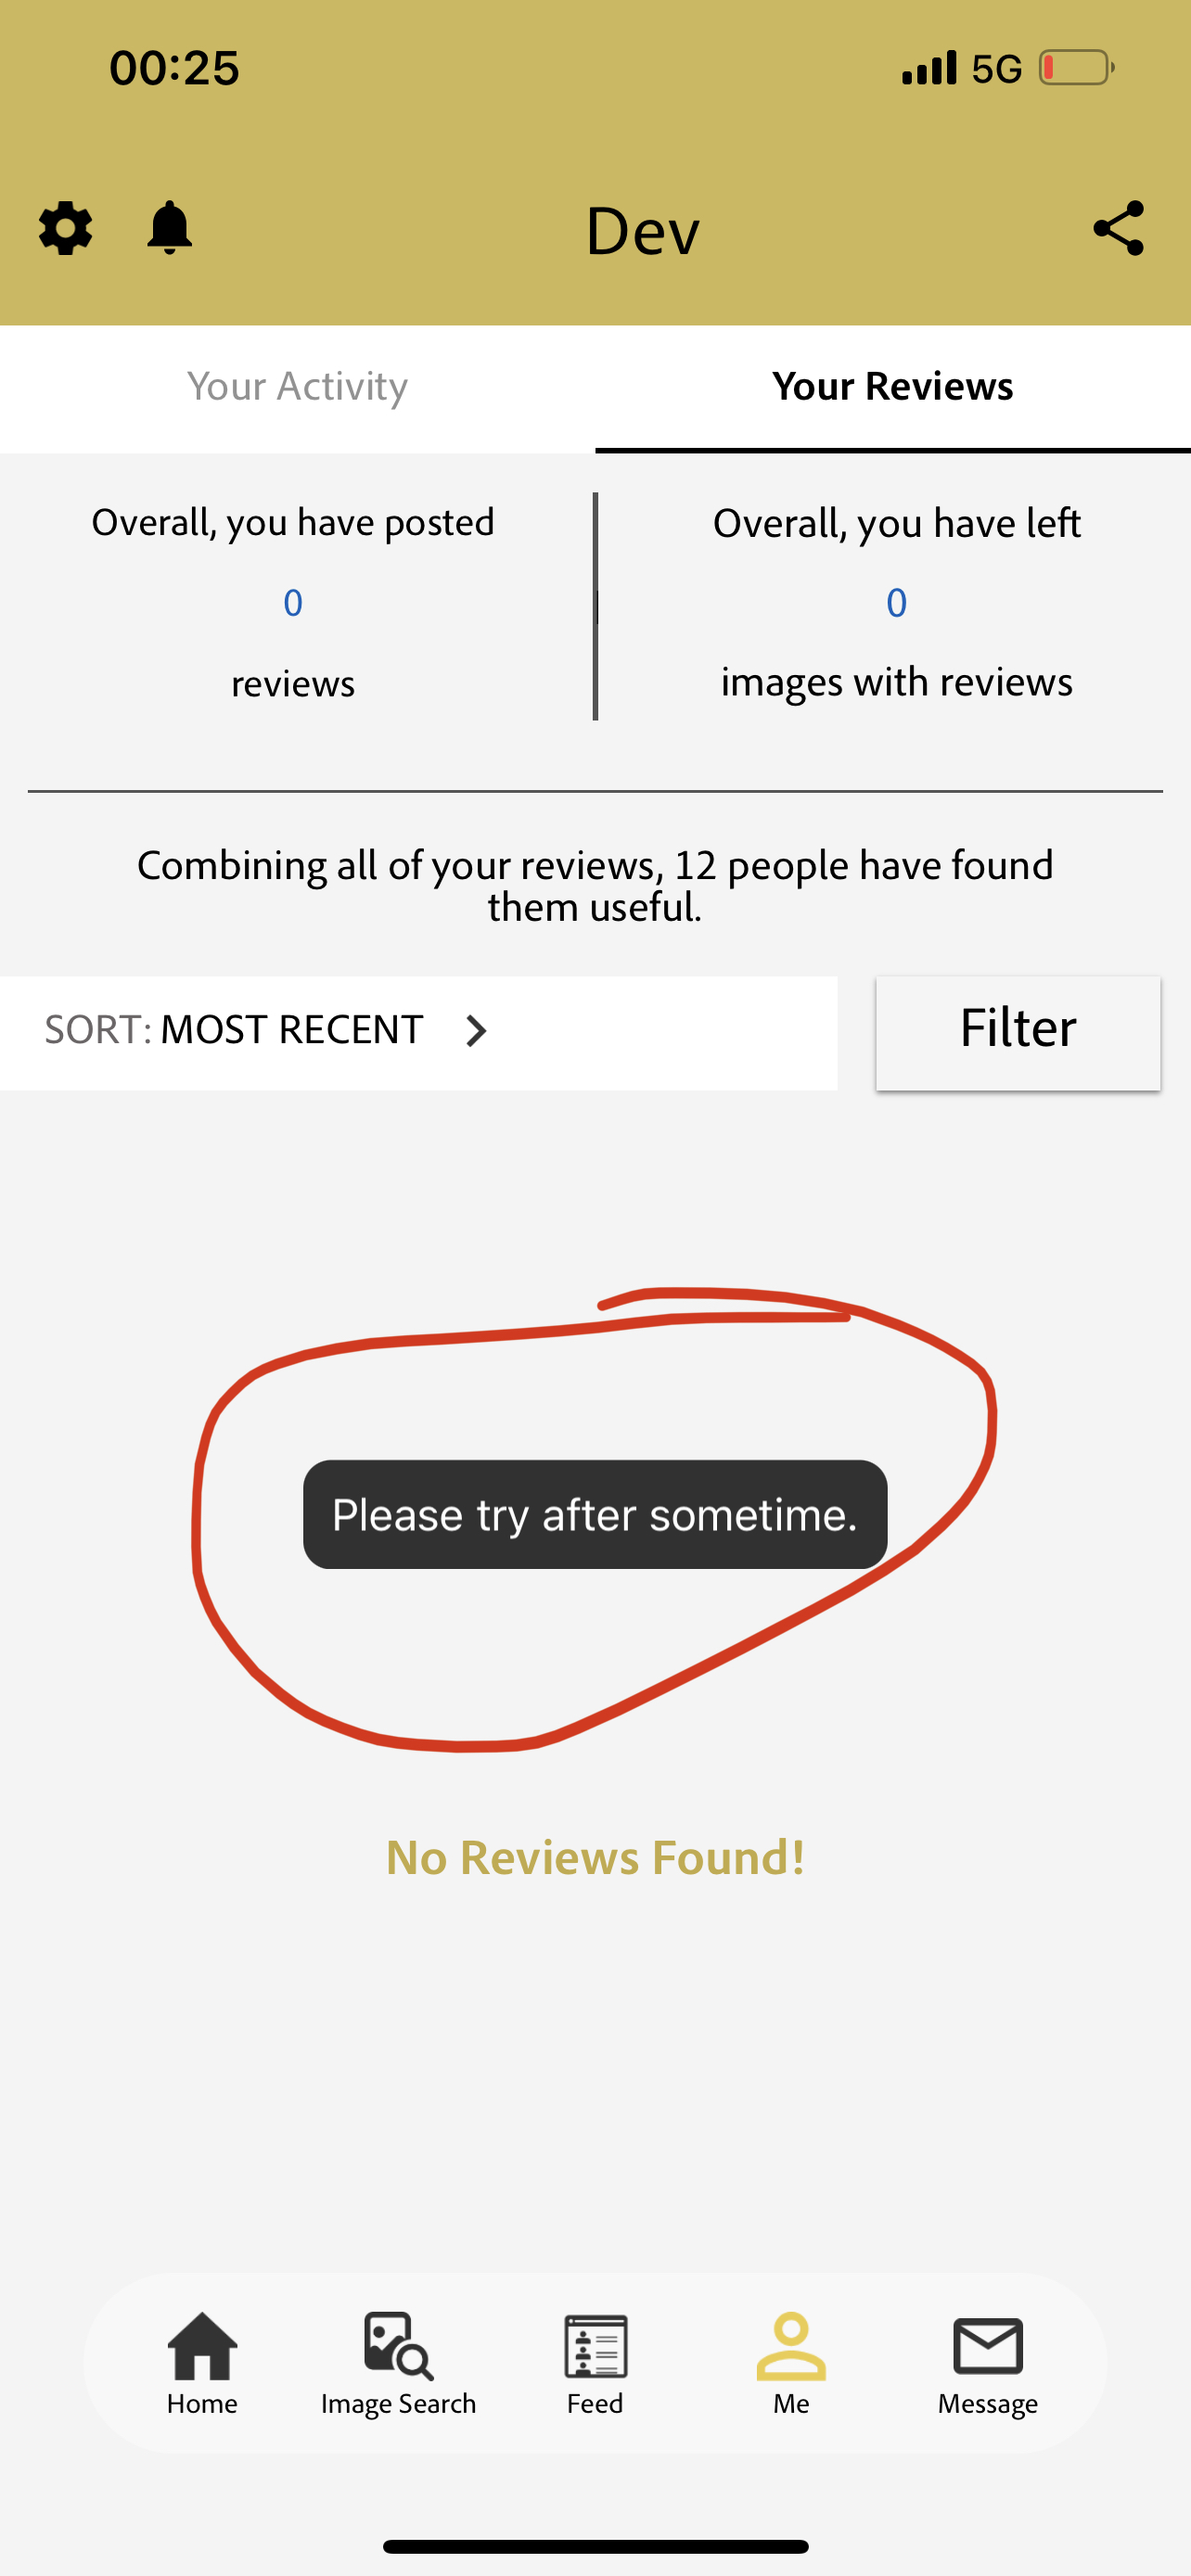 00:25 5G
Dev
Your Activity Your Reviews
Overall, you have posted Overall, you have left
0 0
reviews images with reviews
Combining all of your reviews, 12 people have found
them useful.
SORT: MOST RECENT Filter
Please try after sometime.
No Reviews Found!
Home Image Search Feed Me Message